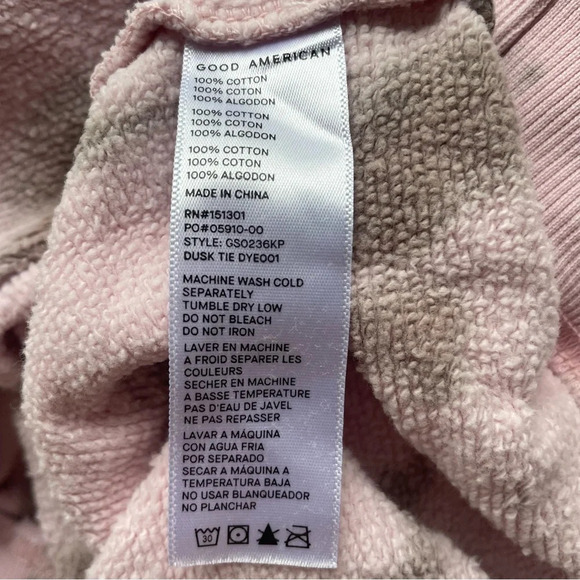 GOOD AMERICAN
100% COTTON
100% COTON
100% ALGODON
100% COTTON
100% COTON
100% ALGODON
100% COTTON
100% COTON
100% ALGODON
MADE IN CHINA
RN#151301
PO#05910-00
STYLE: GS0236KP
DUSK TIE DYE001
MACHINE WASH COLD
SEPARATELY
TUMBLE DRY LOW
DO NOT BLEACH
DO NOT IRON
LAVER EN MACHINE
A FROID SEPARER LES
COULEURS
SECHER EN MACHINE
A BASSE TEMPERATURE
PAS D'EAU DE JAVEL
NE PAS REPASSER
LAVAR A MÁQUINA
CON AGUA FRIA
POR SEPARADO
SECAR A MÁQUINA A
TEMPERATURA BAJA
NO USAR BLANQUEADOR
NO PLANCHAR
30